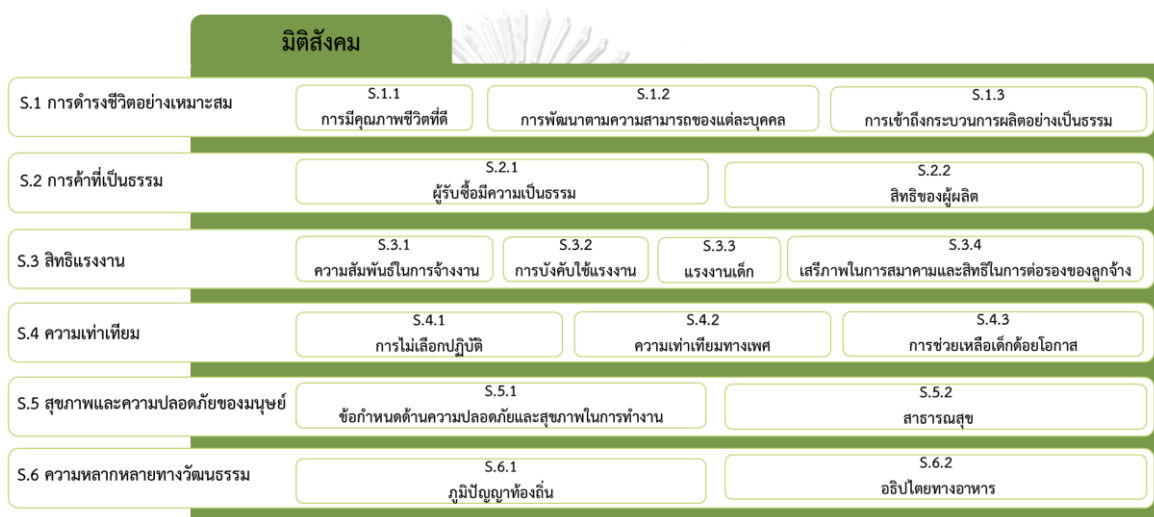 มิติสังคม
S.1 การดำรงชีวิตอย่างเหมาะสม
S.1.1
การมีคุณภาพชีวิตที่ดี
S.1.2
การพัฒนาตามความสามารถของแต่ละบุคคล
S.1.3
การเข้าถึงกระบวนการผลิตอย่างเป็นธรรม
S.2 การค้าที่เป็นธรรม
S.2.1
ผู้รับซื้อมีความเป็นธรรม
S.2.2
สิทธิของผู้ผลิต
S.3 สิทธิแรงงาน
S.3.1
ความสัมพันธ์ในการจ้างงาน
S.3.2
การบังคับใช้แรงงาน
S.3.3
แรงงานเด็ก
S.3.4
เสรีภาพในการสมาคามและสิทธิในการต่อรองของลูกจ้าง
S.4 ความเท่าเทียม
S.4.1
การไม่เลือกปฏิบัติ
S.4.2
ความเท่าเทียมทางเพศ
S.4.3
การช่วยเหลือเด็กด้อยโอกาส
S.5 สุขภาพและความปลอดภัยของมนุษย์
S.5.1
ข้อกำหนดด้านความปลอดภัยและสุขภาพในการทำงาน
S.5.2
สาธารณสุข
S.6 ความหลากหลายทางวัฒนธรรม
S.6.1
ภูมิปัญญาท้องถิ่น
S.6.2
อธิปไตยทางอาหาร